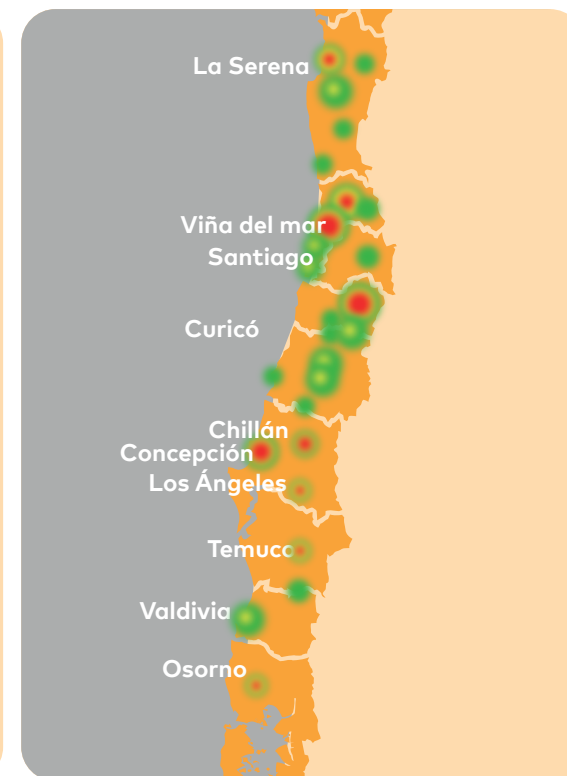 La Serena
Viña del mar
Santiago
Curicó
Chillán
Concepción
Los Ángeles
Temuco
Valdivia
Osorno